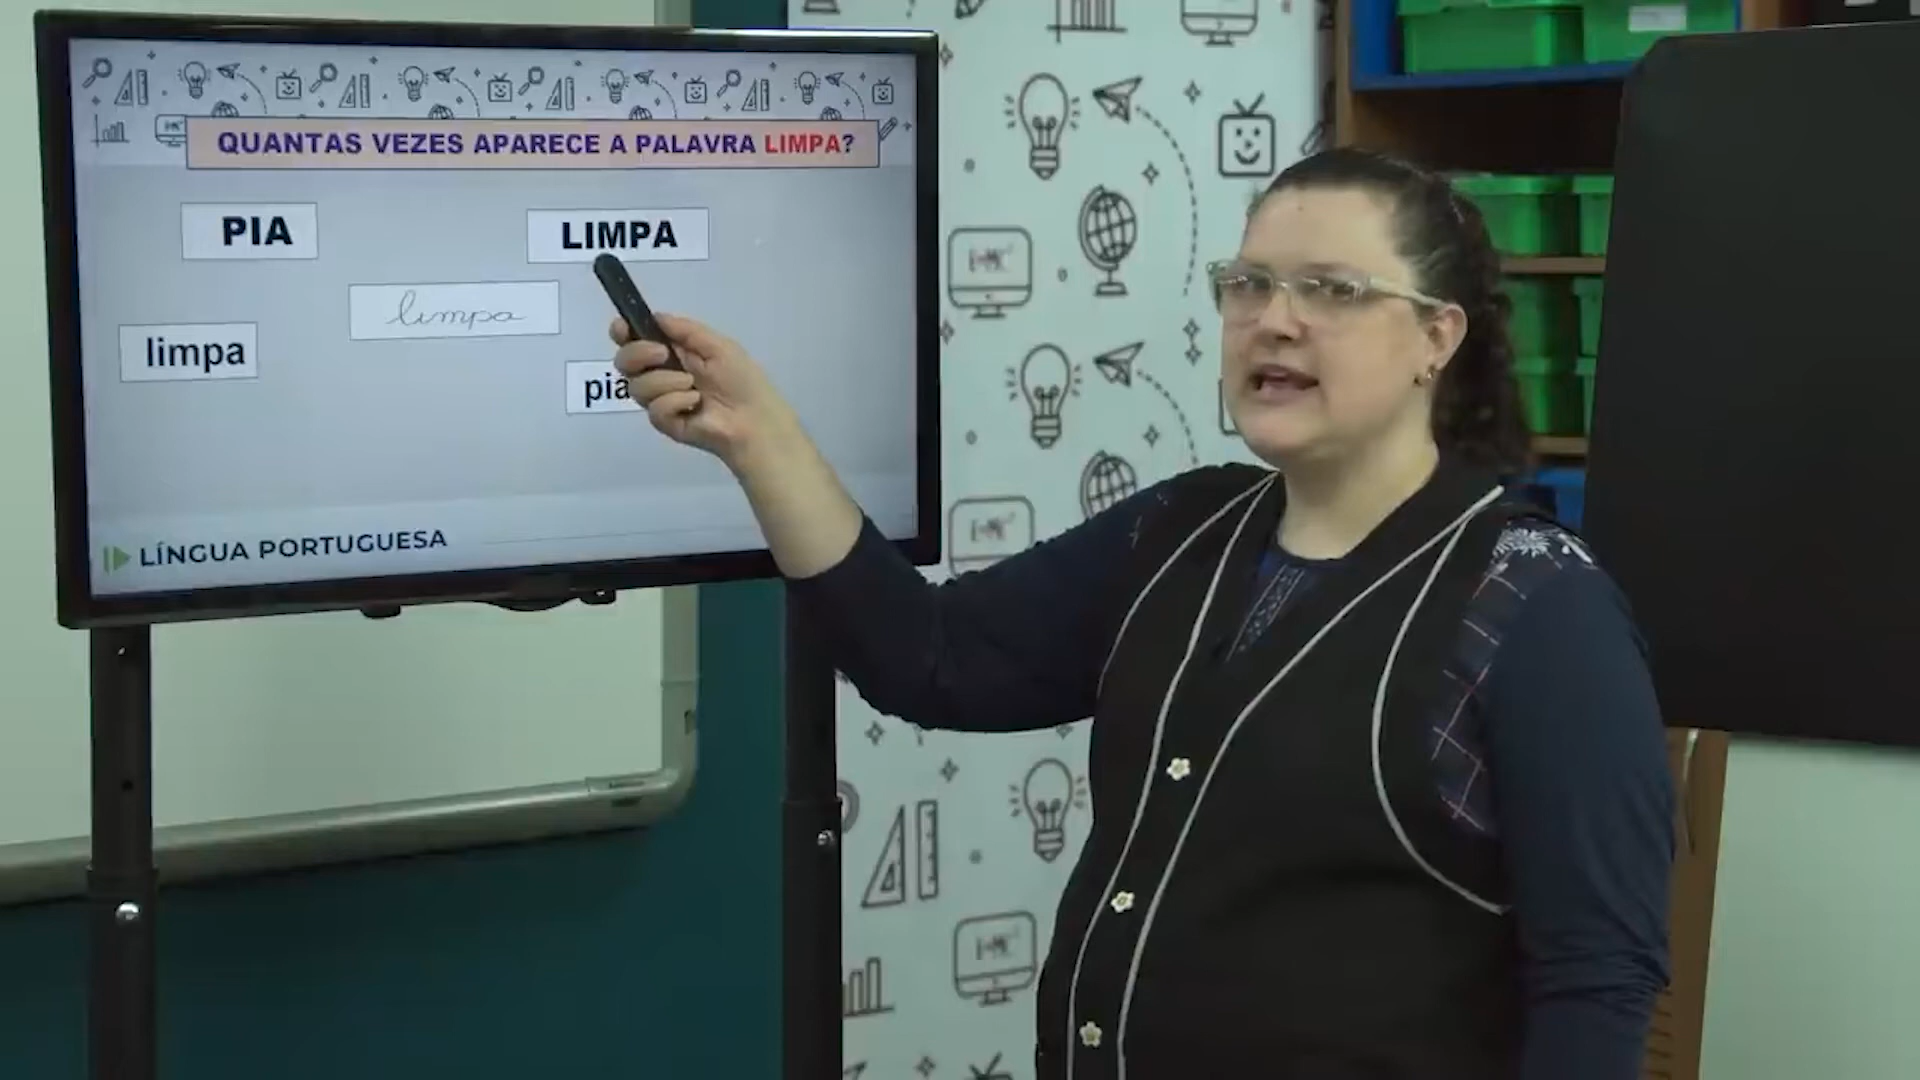 QUANTAS VEZES APARECE A PALAVRA LIMPA?
PIA
LIMPA
limpa
limpa
pia
LÍNGUA PORTUGUESA